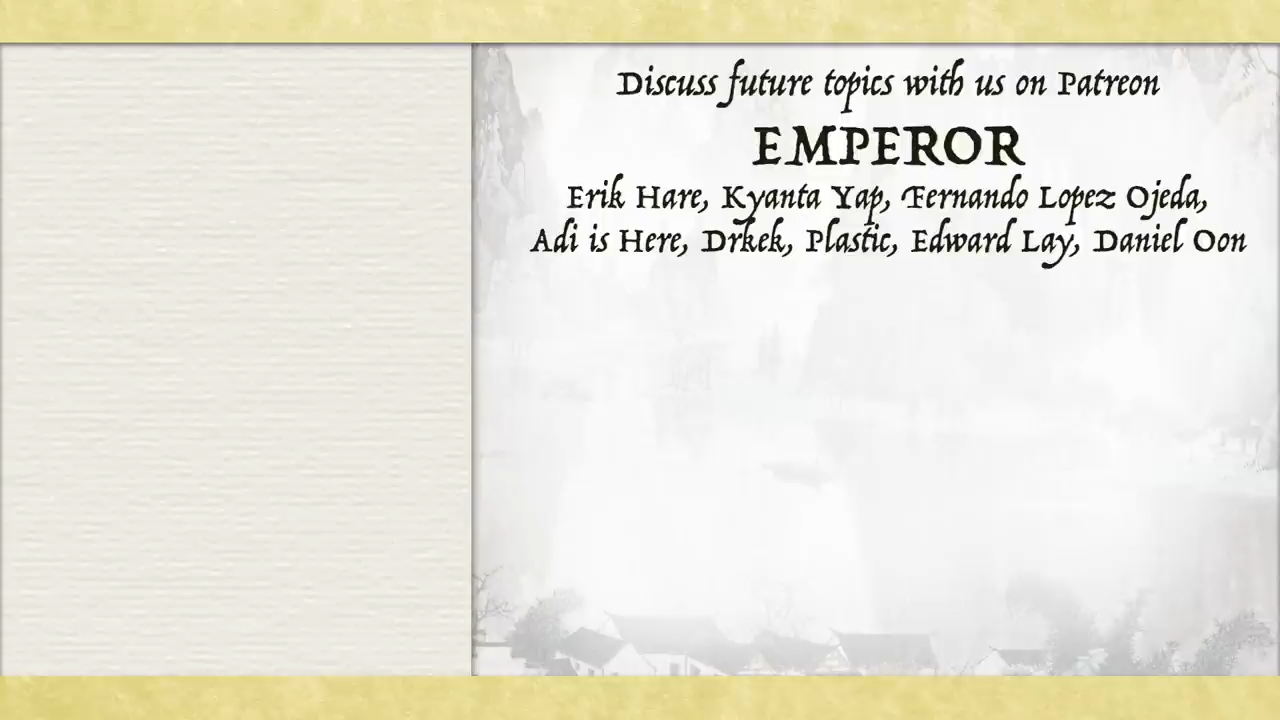 Discuss future topics with us on Patreon
EMPEROR
Erik Hare, Kyanta Yap, Fernando Lopez Ojeda,
Adi is Here, Drkek, Plastic, Edward Lay, Daniel Oon